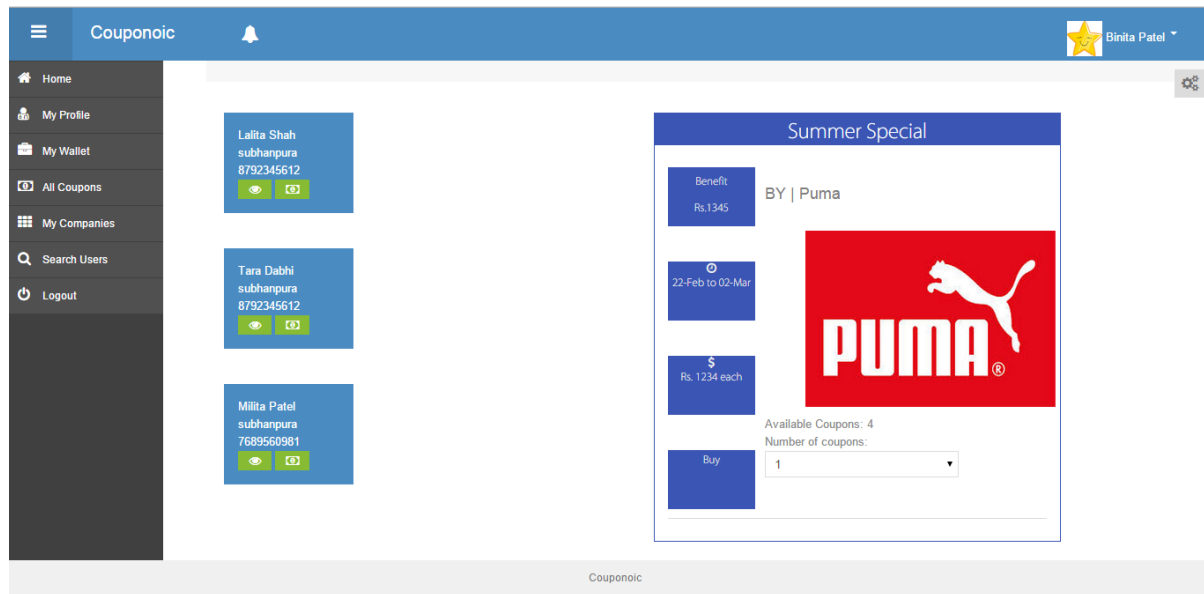 Couponoic
Binita Patel
Home
My Profile
My Wallet
All Coupons
My Companies
Search Users
Logout
Lalita Shah
subhanpura
8792345612
Tara Dabhi
subhanpura
8792345612
Milita Patel
subhanpura
7689560981
Summer Special
Benefit
Rs.1345
BY | Puma
22-Feb to 02-Mar
$
Rs. 1234 each
PUMA®
Available Coupons: 4
Number of coupons:
Buy
1
Couponoic